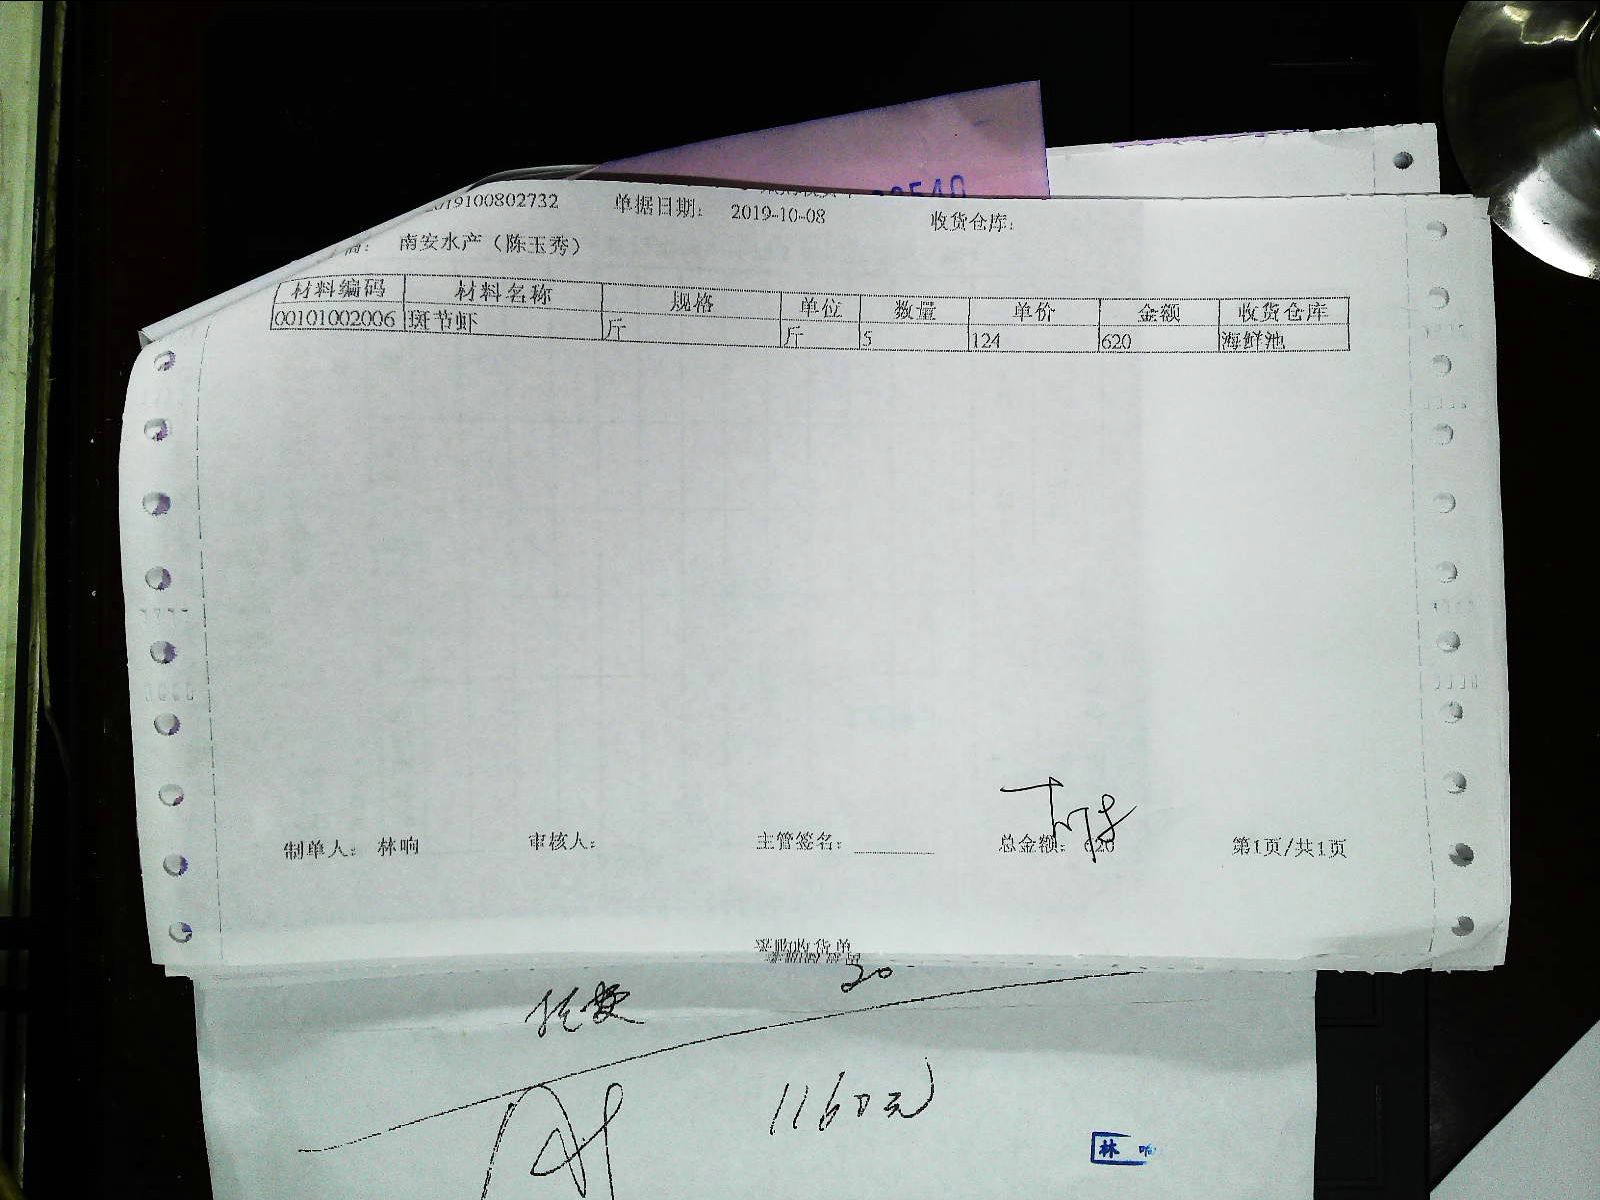 2019100802732 单据日期: 2019-10-08 收货仓库:
商: 南安水产（陈玉秀）
材料编码 材料名称 规格 单位 数量 单价 金额 收货仓库
00101002006 斑节虾 斤 斤 5 124 620 海鲜池
制单人: 林响 审核人: 主管签名: 总金额: 620 第1页/共1页
采购收货单
20
1160元
林 响